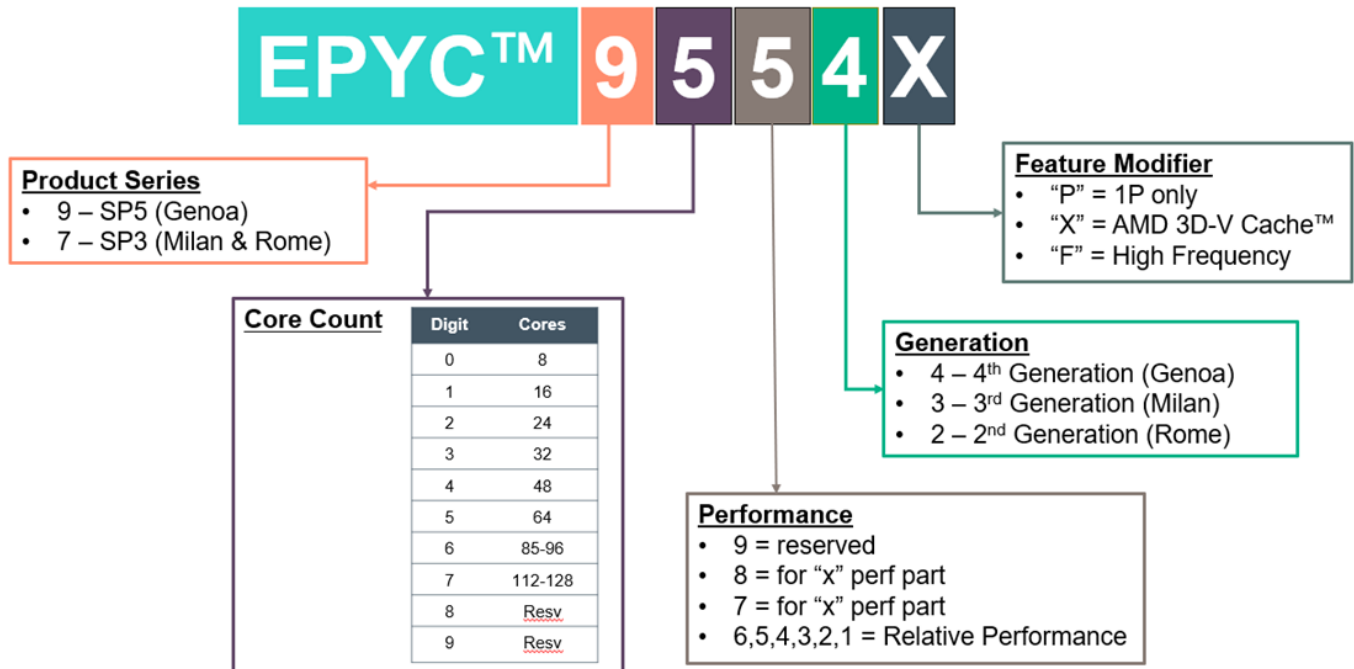 EPYC™ 9 5 5 4 X
Product Series
• 9 – SP5 (Genoa)
• 7 – SP3 (Milan & Rome)
Feature Modifier
• “P” = 1P only
• “X” = AMD 3D-V Cache™
• “F” = High Frequency
Core Count
Digit Cores
0 8
1 16
2 24
3 32
4 48
5 64
6 85-96
7 112-128
8 Resv
9 Resv
Generation
• 4 – 4th Generation (Genoa)
• 3 – 3rd Generation (Milan)
• 2 – 2nd Generation (Rome)
Performance
• 9 = reserved
• 8 = for “x” perf part
• 7 = for “x” perf part
• 6,5,4,3,2,1 = Relative Performance